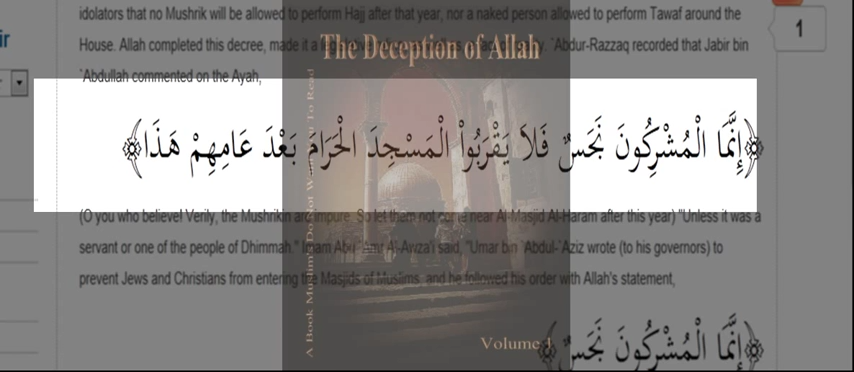 idolators that no Mushrik will be allowed to perform Hajj after that year, nor a naked person allowed to perform Tawaf around the
House. Allah completed this decree, made it a
`Abdur-Razzaq recorded that Jabir bin
`Abdullah commented on the Ayah,
﴿إِنَّمَا الْمُشْرِكُونَ نَجَسٌ فَلاَ يَقْرَبُواْ الْمَسْجِدَ الْحَرَامَ بَعْدَ عَامِهِمْ هَـذَا﴾
(O you who believe! Verily, the Mushrikin are impure. So let them not come near Al-Masjid Al-Haram after this year) "Unless it was a
servant or one of the people of Dhimmah." Imam Abu `Amr Al-Awza'i said, "Umar bin `Abdul-`Aziz wrote (to his governors) to
prevent Jews and Christians from entering the Masjids of Muslims, and he followed his order with Allah's statement,
﴿إِنَّمَا الْمُشْرِكُونَ نَجَسٌ﴾
The Deception of Allah
A Book Muslims Do Not Want You To Read
Volume I
1
ir